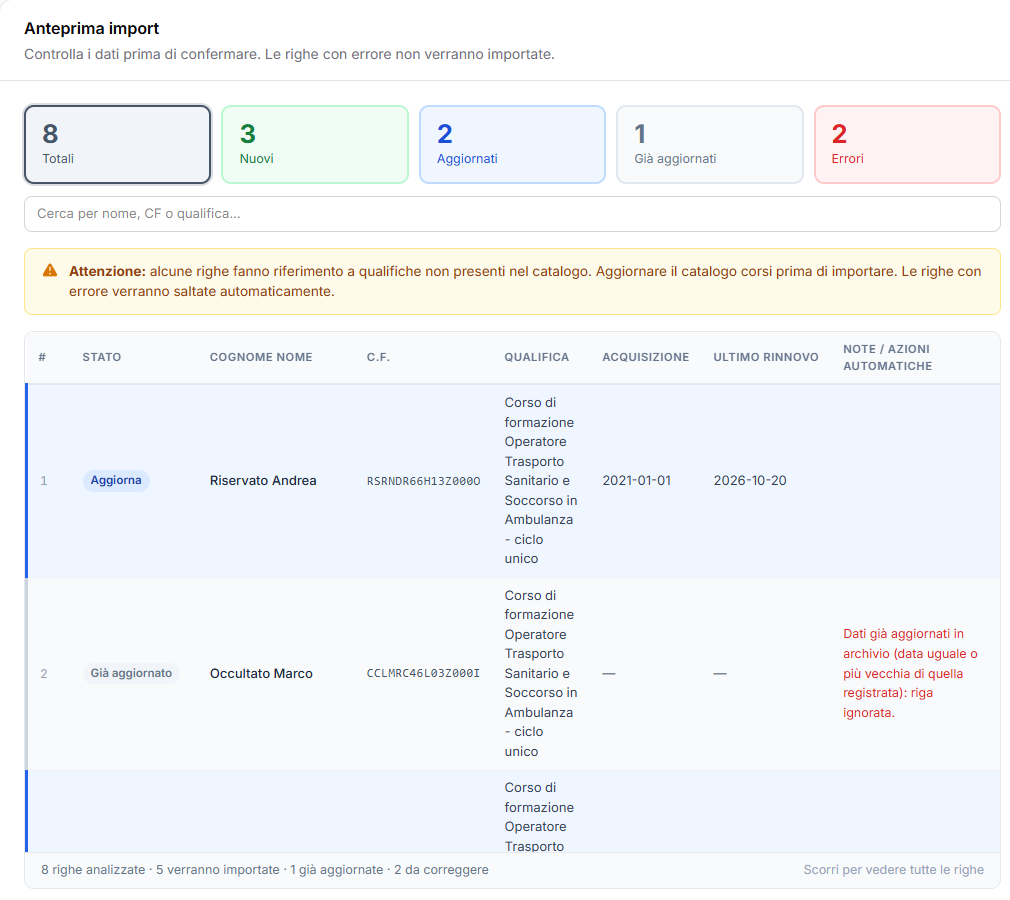 Anteprima import
Controlla i dati prima di confermare. Le righe con errore non verranno importate.
8
Totali
3
Nuovi
2
Aggiornati
1
Già aggiornati
2
Errori
Cerca per nome, CF o qualifica...
Attenzione: alcune righe fanno riferimento a qualifiche non presenti nel catalogo. Aggiornare il catalogo corsi prima di importare. Le righe con
errore verranno saltate automaticamente.
# STATO COGNOME NOME C.F. QUALIFICA ACQUISIZIONE ULTIMO RINNOVO NOTE / AZIONI
AUTOMATICHE
1 Aggiorna Riservato Andrea RSRNDR66H13Z000O
Corso di
formazione
Operatore
Trasporto
Sanitario e
Soccorso in
Ambulanza
- ciclo
unico
2021-01-01 2026-10-20
2 Già aggiornato Occultato Marco CCLMRC46L03Z000I
Corso di
formazione
Operatore
Trasporto
Sanitario e
Soccorso in
Ambulanza
- ciclo
unico
— —
Dati già aggiornati in
archivio (data uguale o
più vecchia di quella
registrata): riga
ignorata.
Corso di
formazione
Operatore
Trasporto
8 righe analizzate · 5 verranno importate · 1 già aggiornate · 2 da correggere
Scorri per vedere tutte le righe